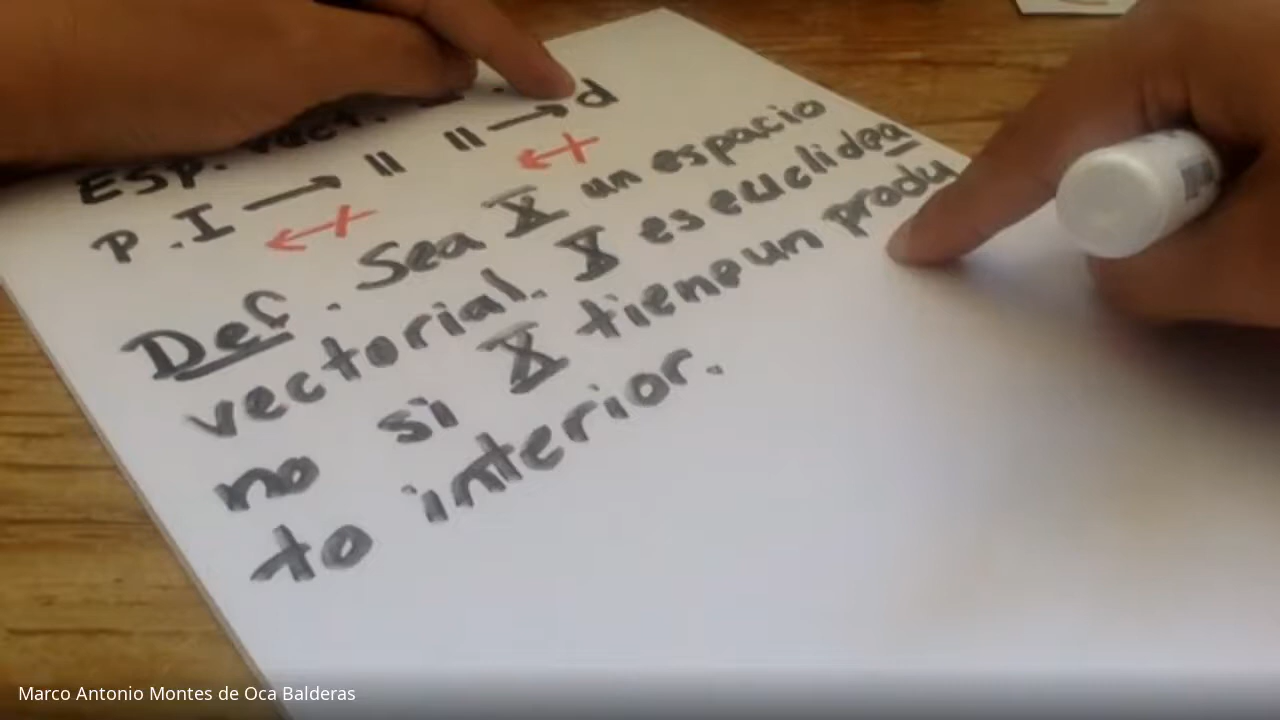 Esp. Vect.
P.I → || || → d
Def. Sea X un espacio
vectorial. X es euclidea
no si X tiene un produ
to interior.
Marco Antonio Montes de Oca Balderas